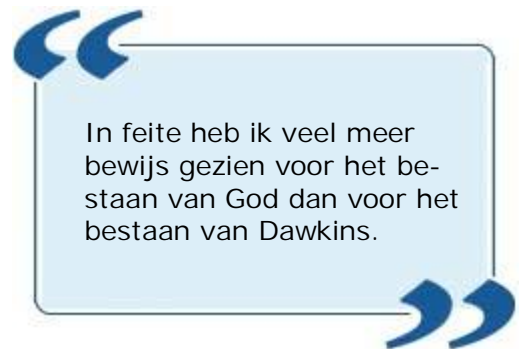 In feite heb ik veel meer
bewijs gezien voor het be-
staan van God dan voor het
bestaan van Dawkins.